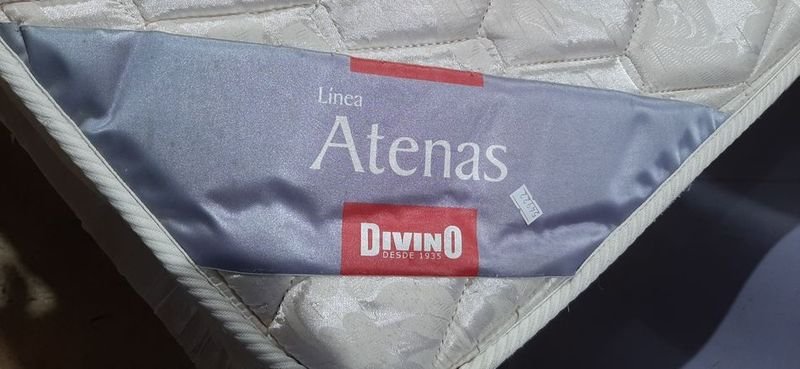 Línea
Atenas
DIVINO
DESDE 1935